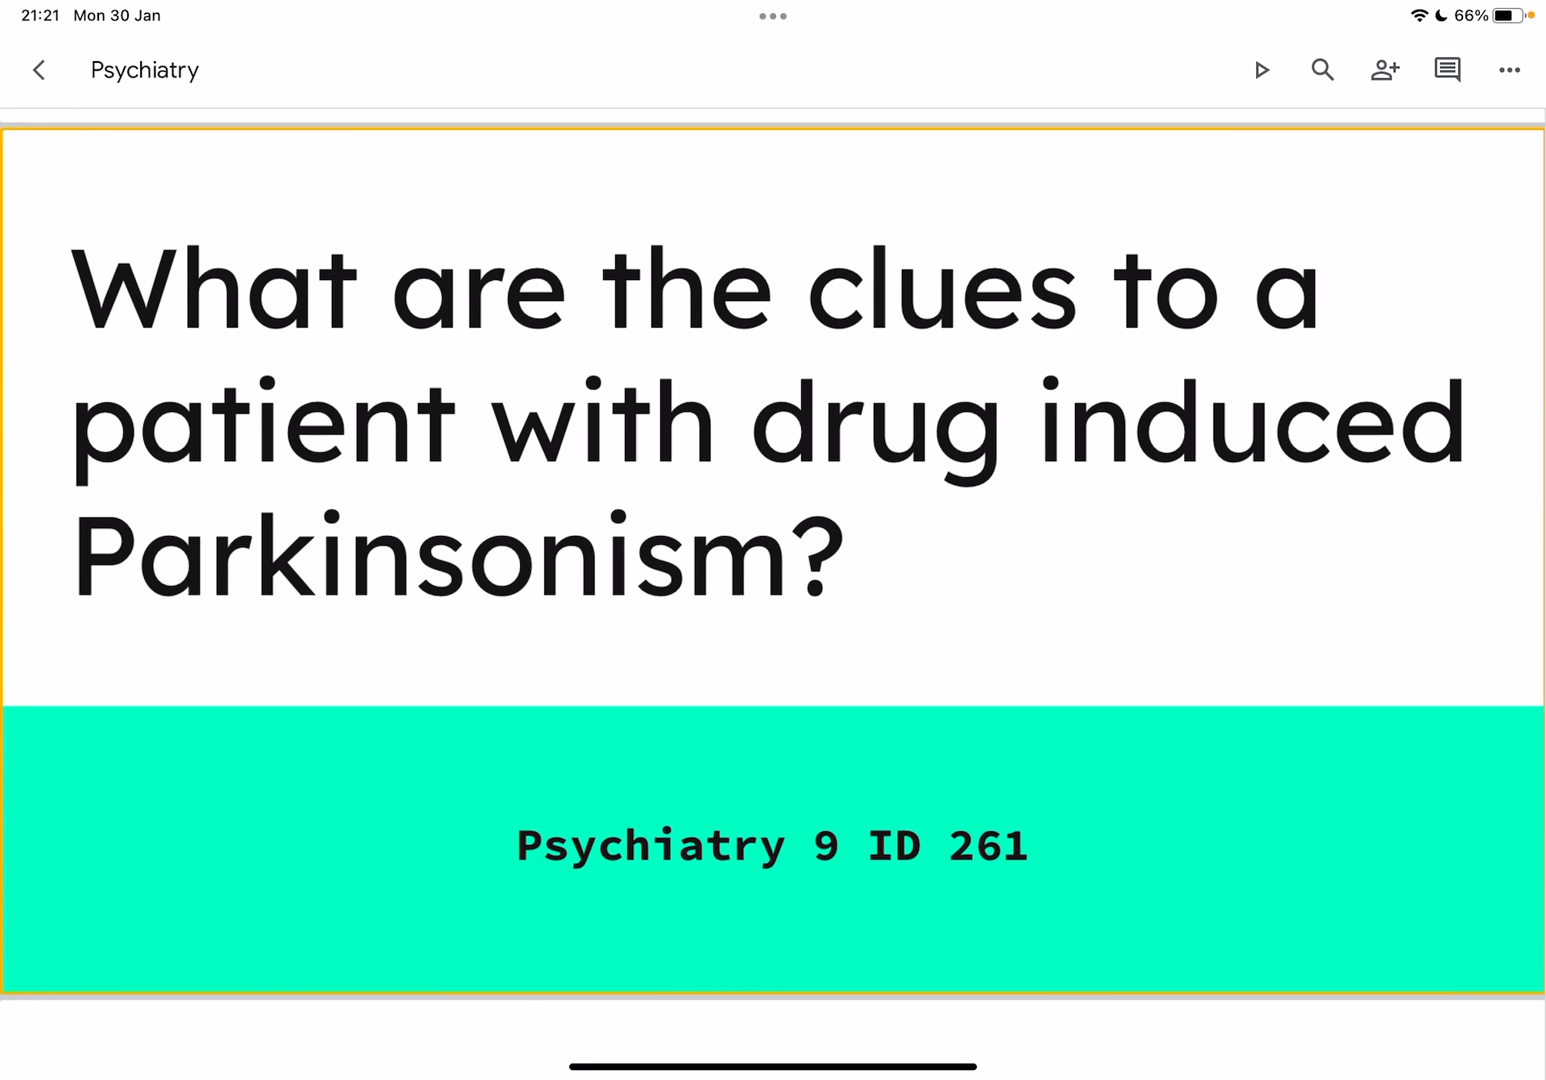 21:21 Mon 30 Jan
66%
Psychiatry
What are the clues to a
patient with drug induced
Parkinsonism?
Psychiatry 9 ID 261